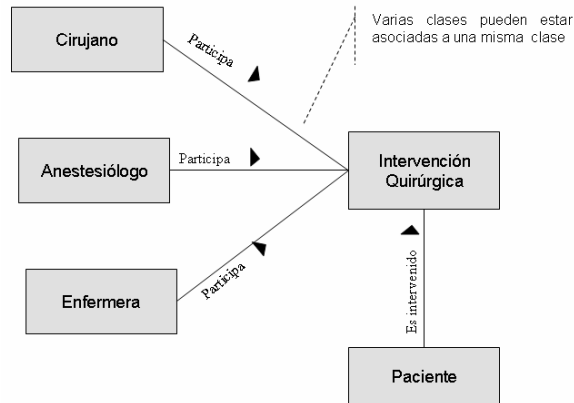 Cirujano
Varias clases pueden estar
asociadas a una misma clase
Participa
Anestesiólogo
Participa
Intervención
Quirúrgica
Enfermera
Participa
Es intervenido
Paciente